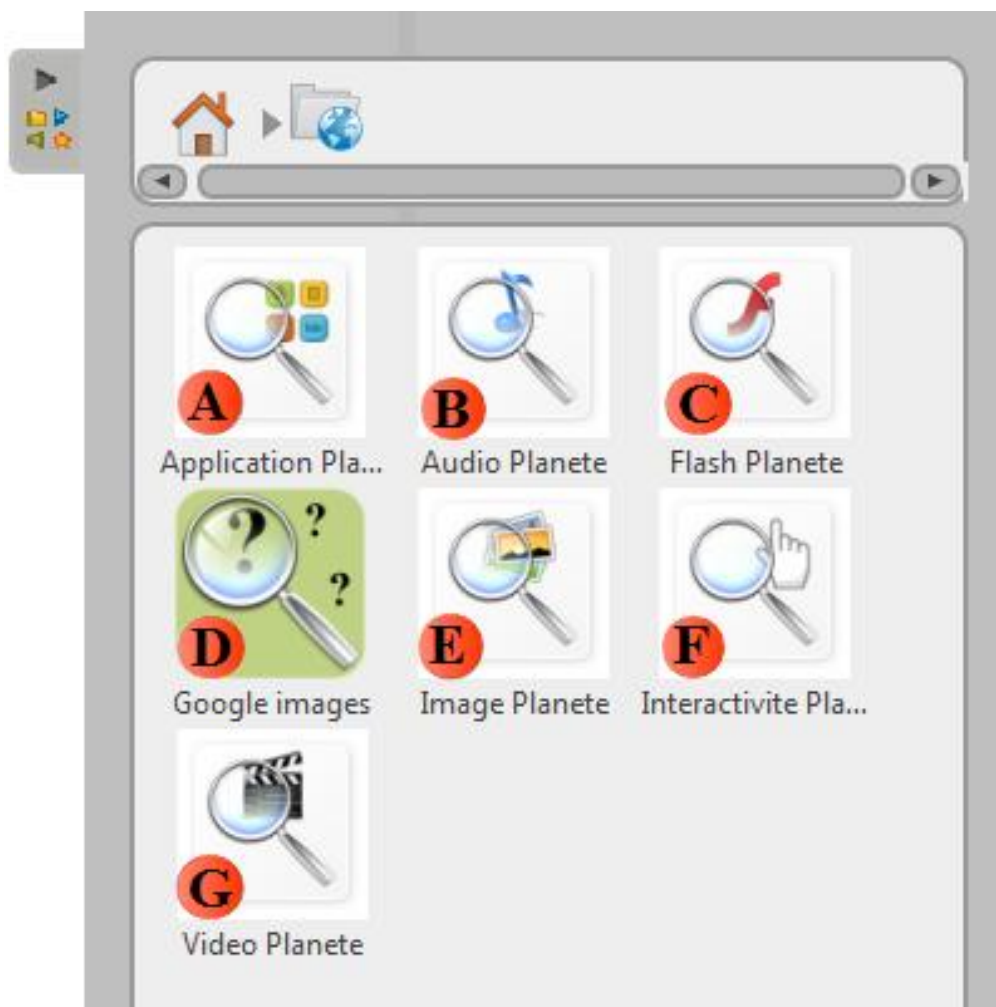 A
B
C
Application Pla...
Audio Planete
Flash Planete
? ? ?
D
E
F
Google images
Image Planete
Interactivite Pla...
G
Video Planete